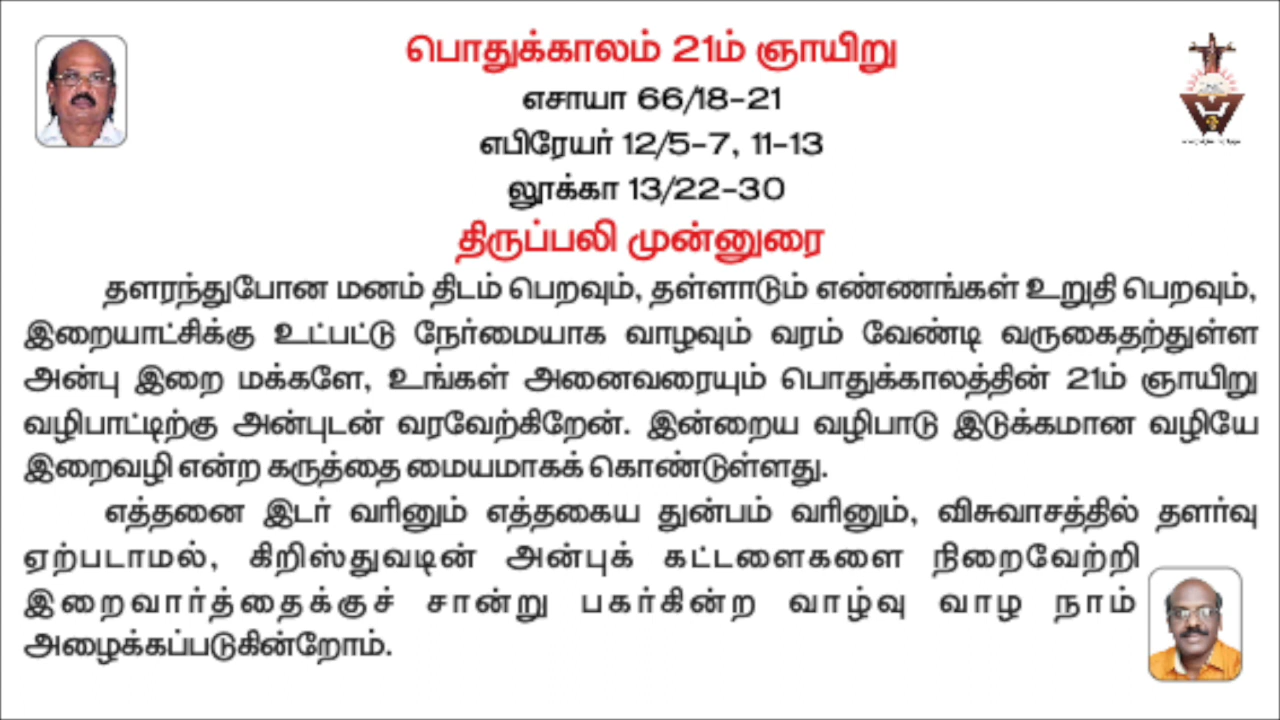 பொதுக்காலம் 21ம் ஞாயிறு
எசாயா 66/18-21
எபிரேயர் 12/5-7, 11-13
லூக்கா 13/22-30
திருப்பலி முன்னுரை
தளரந்துபோன மனம் திடம் பெறவும், தள்ளாடும் எண்ணங்கள் உறுதி பெறவும்,
இறையாட்சிக்கு உட்பட்டு நேர்மையாக வாழவும் வரம் வேண்டி வருகைதற்துள்ள
அன்பு இறை மக்களே, உங்கள் அனைவரையும் பொதுக்காலத்தின் 21ம் ஞாயிறு
வழிபாட்டிற்கு அன்புடன் வரவேற்கிறேன். இன்றைய வழிபாடு இடுக்கமான வழியே
இறைவழி என்ற கருத்தை மையமாகக் கொண்டுள்ளது.
எத்தனை இடர் வரினும் எத்தகைய துன்பம் வரினும், விசுவாசத்தில் தளர்வு
ஏற்படாமல், கிறிஸ்துவடின் அன்புக் கட்டளைகளை நிறைவேற்றி
இறைவார்த்தைக்குச் சான்று பகர்கின்ற வாழ்வு வாழ நாம்
அழைக்கப்படுகின்றோம்.